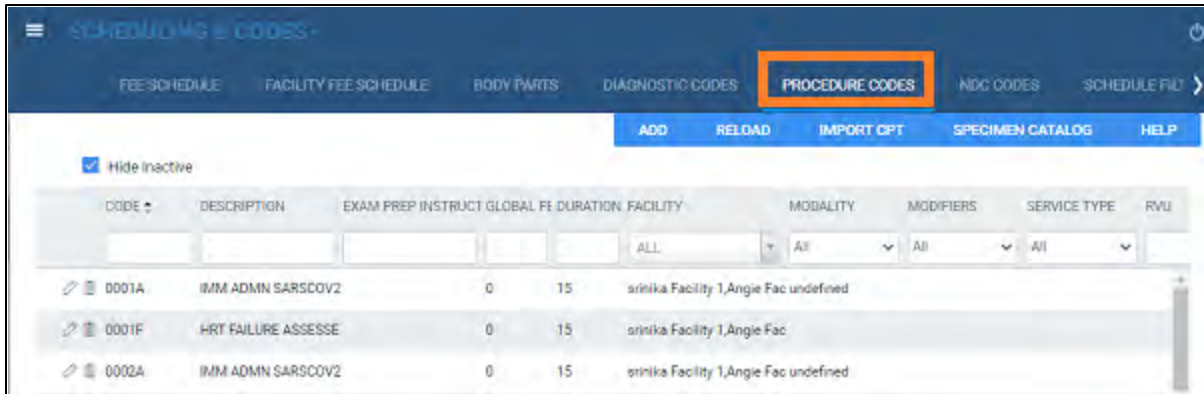 SCHEDULING & CODES
FEE SCHEDULE FACILITY FEE SCHEDULE BODY PARTS DIAGNOSTIC CODES PROCEDURE CODES NDC CODES SCHEDULE FIL
ADD RELOAD IMPORT CPT SPECIMEN CATALOG HELP
Hide Inactive
CODE DESCRIPTION EXAM PREP INSTRUCT GLOBAL FE DURATION FACILITY MODALITY MODIFIERS SERVICE TYPE RVU
ALL All All All
0001A IMM ADMN SARSCOV2 0 15 srinika Facility 1,Angie Fac undefined
0001F HRT FAILURE ASSESSE 0 15 srinika Facility 1,Angie Fac
0002A IMM ADMN SARSCOV2 0 15 srinika Facility 1,Angie Fac undefined